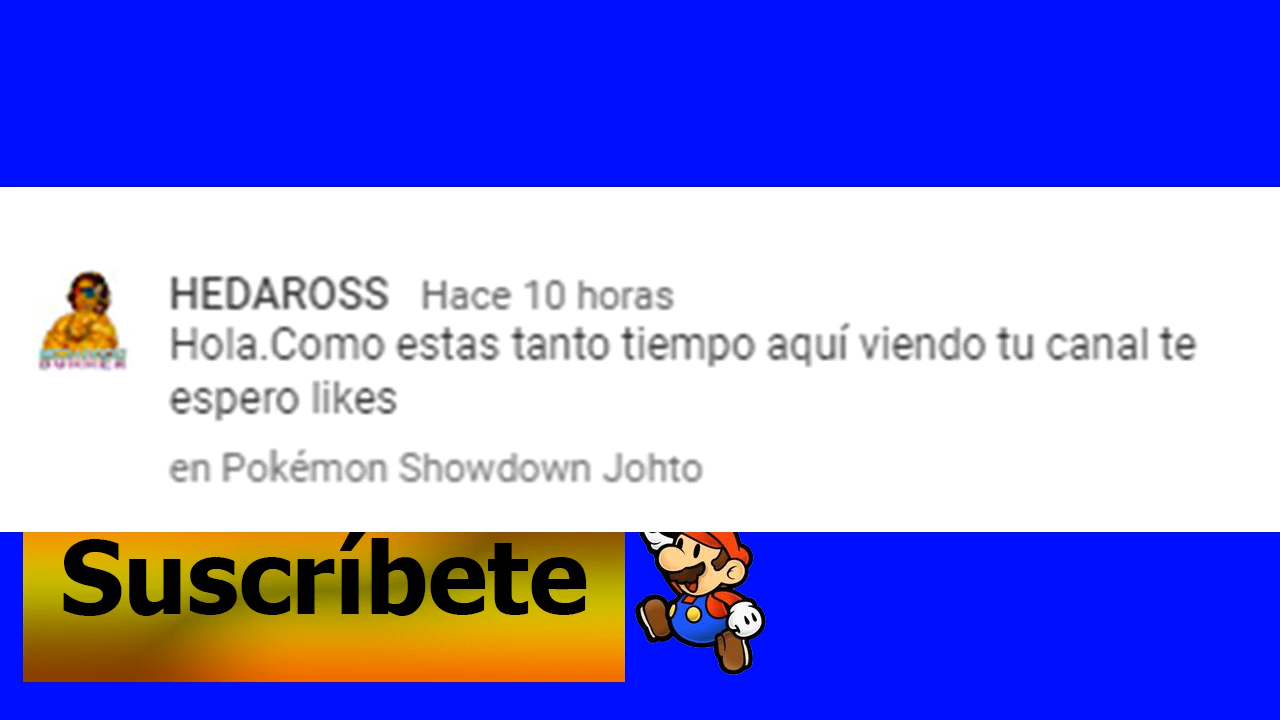 HEDAROSS Hace 10 horas
Hola.Como estas tanto tiempo aquí viendo tu canal te
espero likes
en Pokémon Showdown Johto
Suscríbete